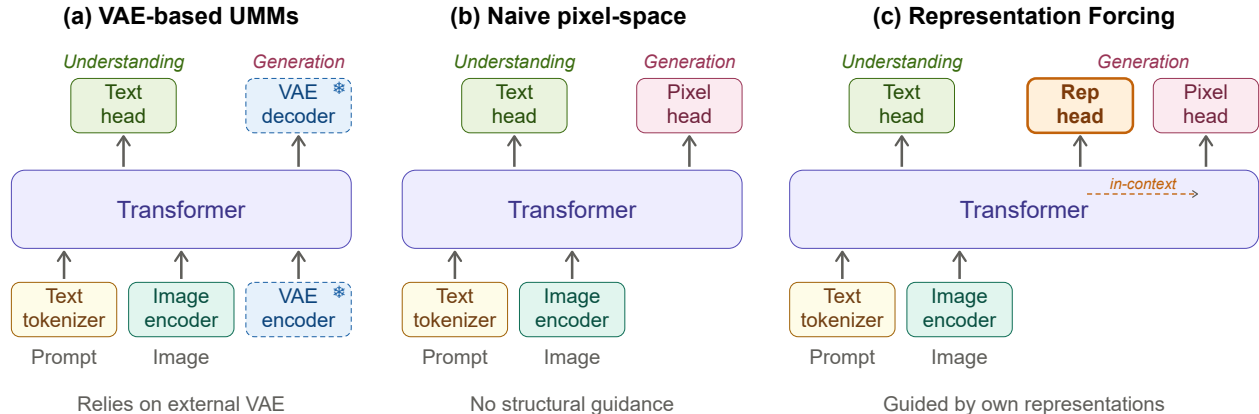 (a) VAE-based UMMs
Understanding
Generation
Text
head
VAE
decoder
Transformer
Text
tokenizer
Image
encoder
VAE
encoder
Prompt
Image
Relies on external VAE
(b) Naive pixel-space
Understanding
Generation
Text
head
Pixel
head
Transformer
Text
tokenizer
Image
encoder
Prompt
Image
No structural guidance
(c) Representation Forcing
Understanding
Generation
Text
head
Rep
head
Pixel
head
in-context
Transformer
Text
tokenizer
Image
encoder
Prompt
Image
Guided by own representations